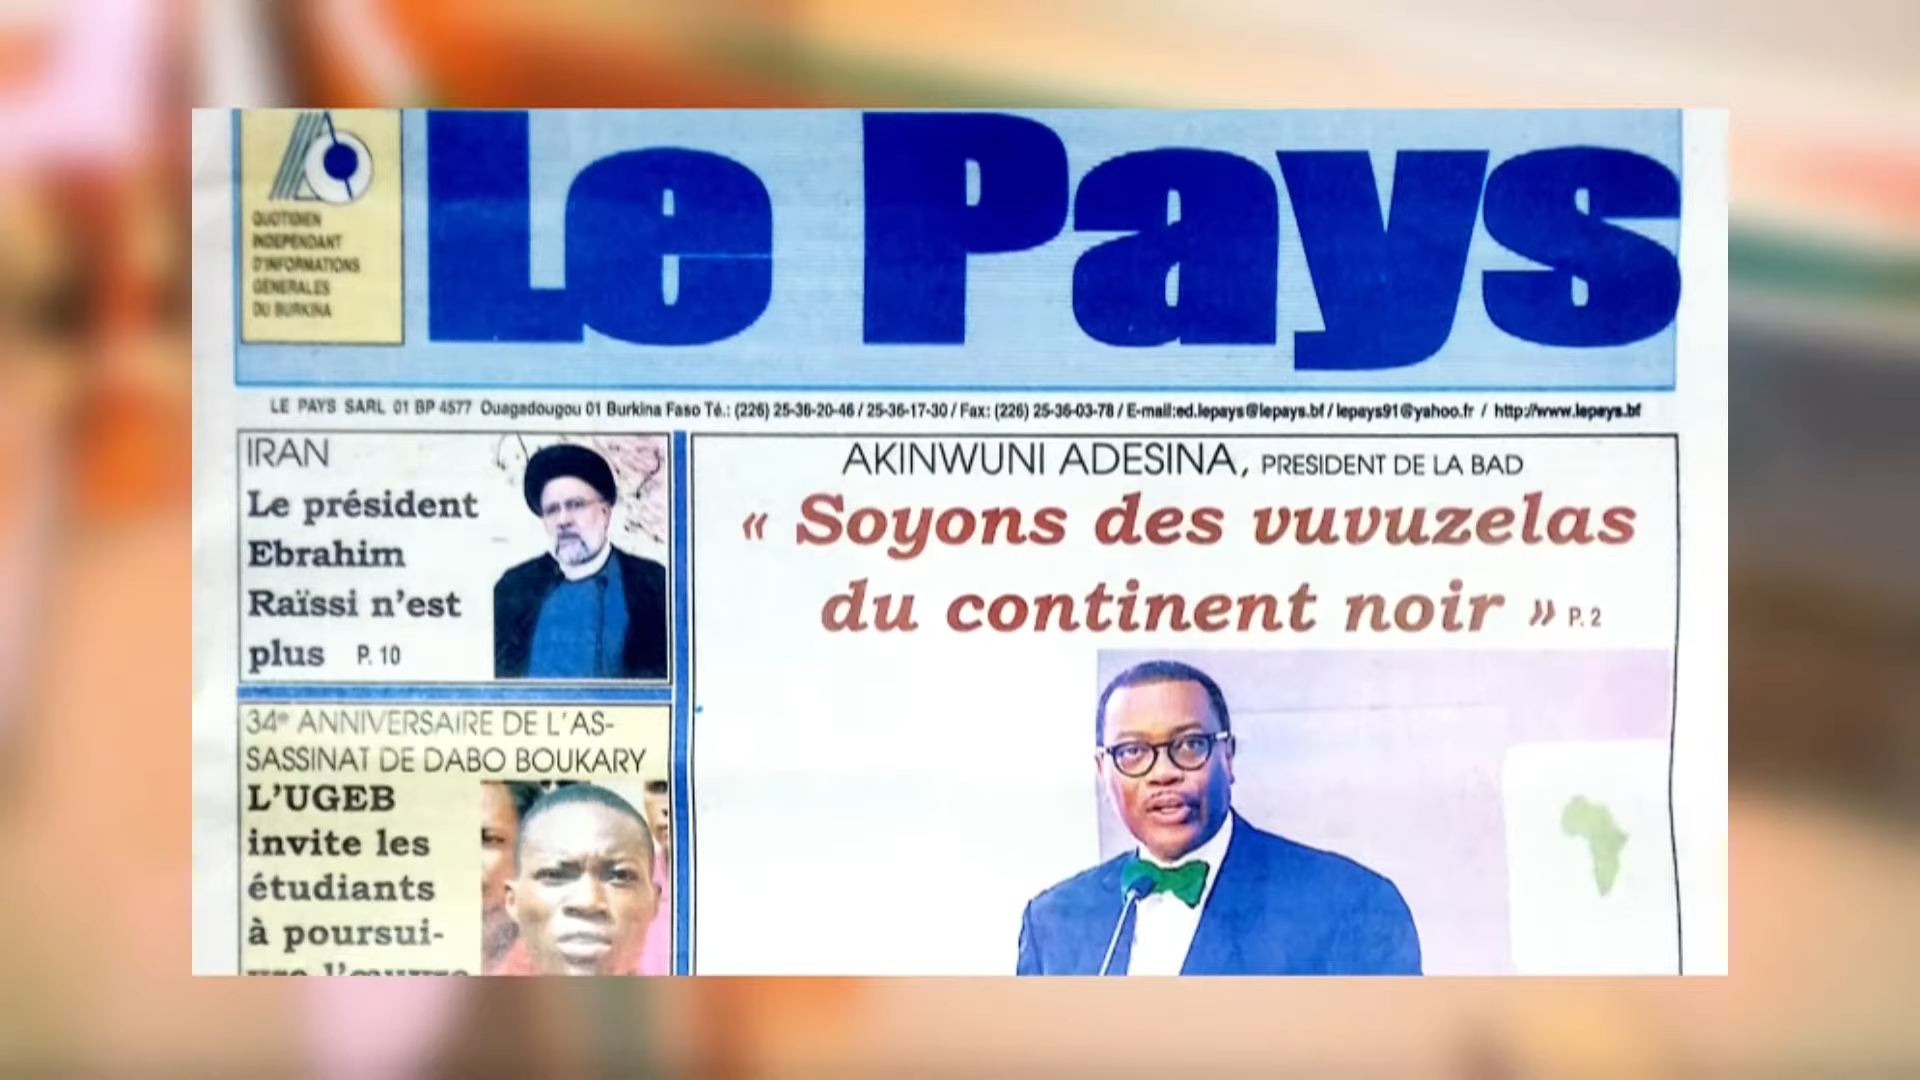 Le Pays
QUOTIDIEN
INDEPENDANT
D'INFORMATIONS
GENERALES
DU BURKINA
LE PAYS SARL 01 BP 4577 Ouagadougou 01 Burkina Faso Té.: (226) 25-36-20-46 / 25-36-17-30 / Fax: (226) 25-36-03-78 / E-mail:ed.lepays@lepays.bf / lepays91@yahoo.fr / http://www.lepays.bf
IRAN
Le président
Ebrahim
Raïssi n'est
plus P. 10
34e ANNIVERSAIRE DE L'AS-
SASSINAT DE DABO BOUKARY
L'UGEB
invite les
étudiants
à poursui-
AKINWUNI ADESINA, PRESIDENT DE LA BAD
« Soyons des vuvuzelas
du continent noir » P. 2